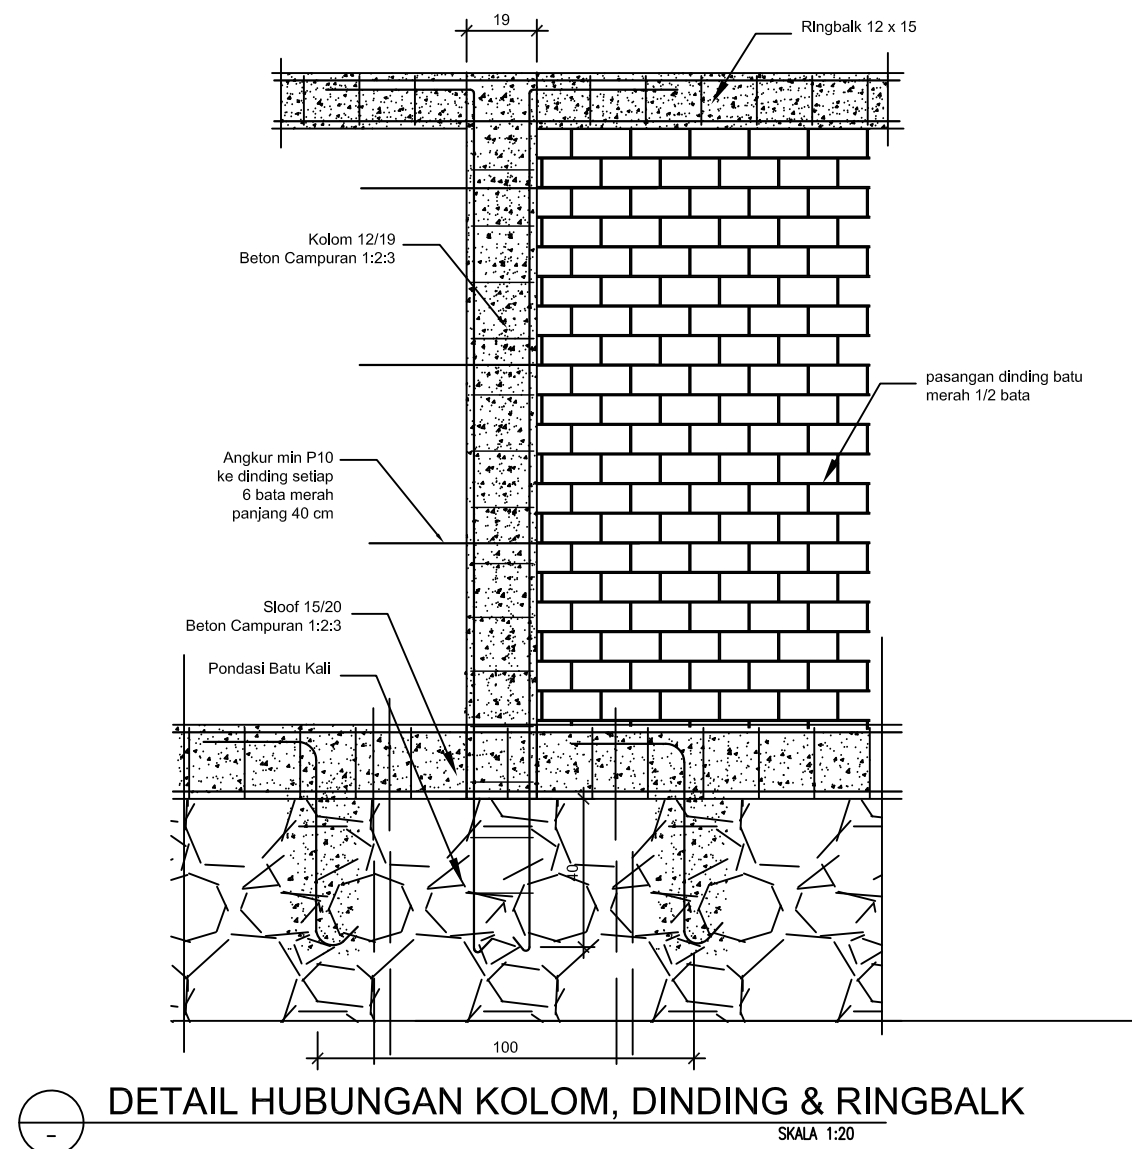 19
RIngbalk 12 x 15
Kolom 12/19
Beton Campuran 1:2:3
pasangan dinding batu
merah 1/2 bata
Angkur min P10
ke dinding setiap
6 bata merah
panjang 40 cm
Sloof 15/20
Beton Campuran 1:2:3
Pondasi Batu Kali
40
100
DETAIL HUBUNGAN KOLOM, DINDING & RINGBALK
-
SKALA 1:20